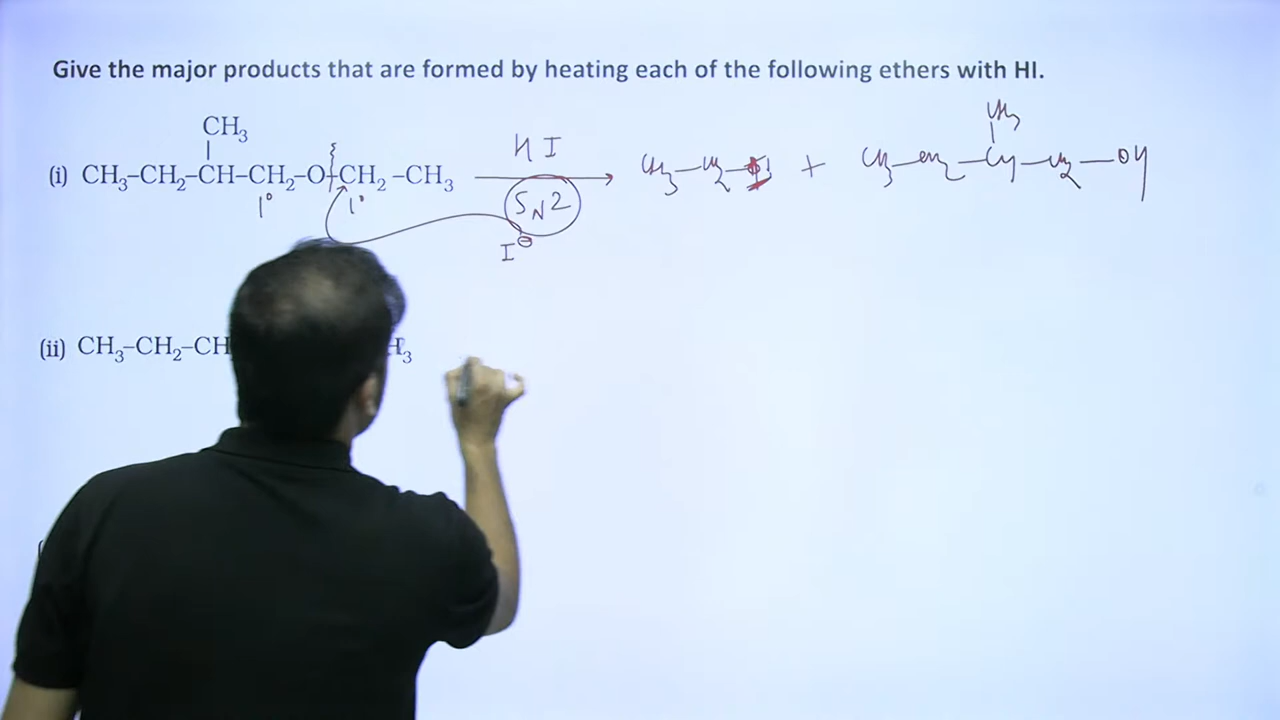 Give the major products that are formed by heating each of the following ethers with HI.
CH₃
(i) CH₃–CH₂–CH–CH₂–O–CH₂–CH₃
1° 1°
HI
SN2
I⊖
CH₃–CH₂–I + CH₃–CH₂–CH–CH₂–OH
CH₃
(ii) CH₃–CH₂–CH
H₃